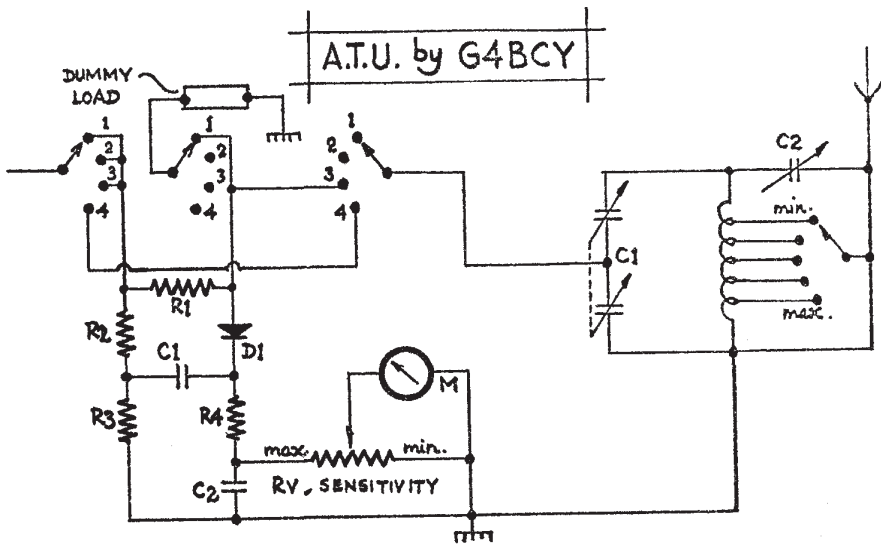 A.T.U. by G4BCY
DUMMY
LOAD
1
2
3
4
1
2
3
4
1
2
3
4
C2
min.
C1
max.
R1
R2
D1
C1
M
R3
R4
max.
min.
C2
RV. SENSITIVITY